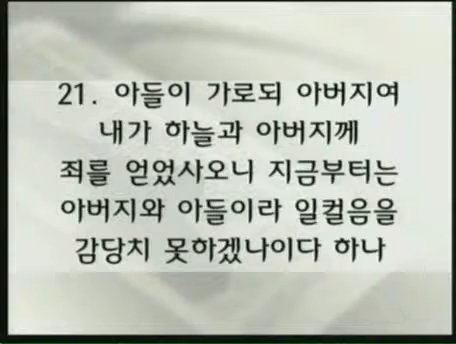 21. 아들이 가로되 아버지여
내가 하늘과 아버지께
죄를 얻었사오니 지금부터는
아버지와 아들이라 일컬음을
감당치 못하겠나이다 하나